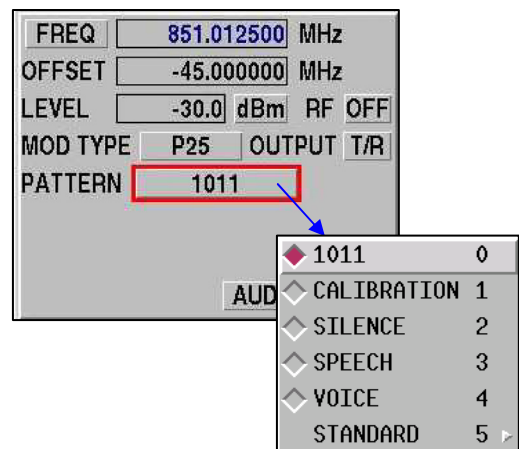 FREQ 851.012500 MHz
OFFSET -45.000000 MHz
LEVEL -30.0 dBm RF OFF
MOD TYPE P25 OUTPUT T/R
PATTERN 1011
AUD
1011 0
CALIBRATION 1
SILENCE 2
SPEECH 3
VOICE 4
STANDARD 5